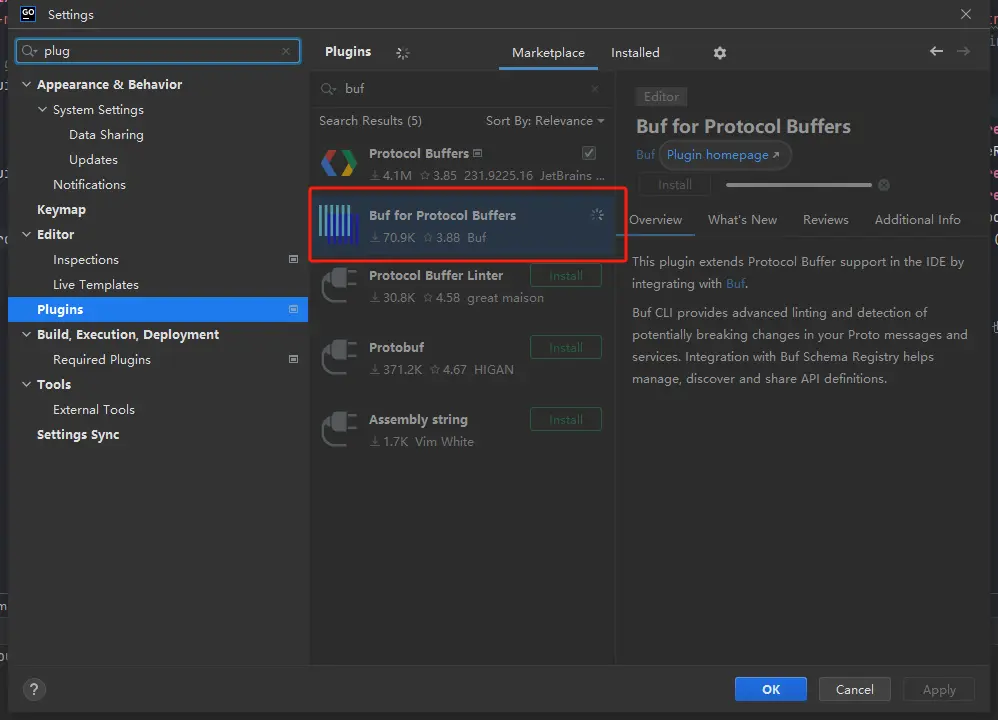 GO Settings
plug
Appearance & Behavior
System Settings
Data Sharing
Updates
Notifications
Keymap
Editor
Inspections
Live Templates
Plugins
Build, Execution, Deployment
Required Plugins
Tools
External Tools
Settings Sync
Plugins
Marketplace
Installed
buf
Search Results (5)
Sort By: Relevance
Protocol Buffers
4.1M 3.85 231.9225.16 JetBrains ...
Buf for Protocol Buffers
70.9K 3.88 Buf
Protocol Buffer Linter
Install
30.8K 4.58 great maison
Protobuf
Install
371.2K 4.67 HIGAN
Assembly string
Install
1.7K Vim White
Editor
Buf for Protocol Buffers
Buf Plugin homepage ↗
Install
Overview
What's New
Reviews
Additional Info
This plugin extends Protocol Buffer support in the IDE by
integrating with Buf.
Buf CLI provides advanced linting and detection of
potentially breaking changes in your Proto messages and
services. Integration with Buf Schema Registry helps
manage, discover and share API definitions.
?
OK
Cancel
Apply